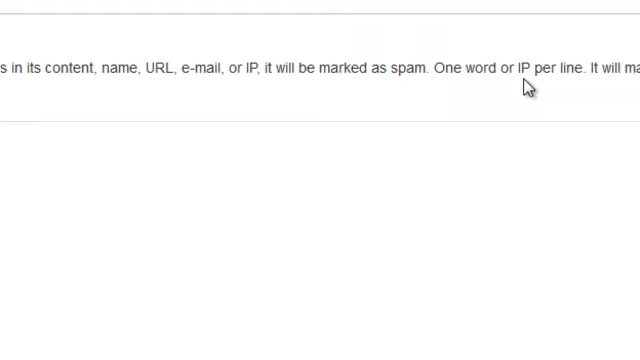 s in its content, name, URL, e-mail, or IP, it will be marked as spam. One word or IP per line. It will ma